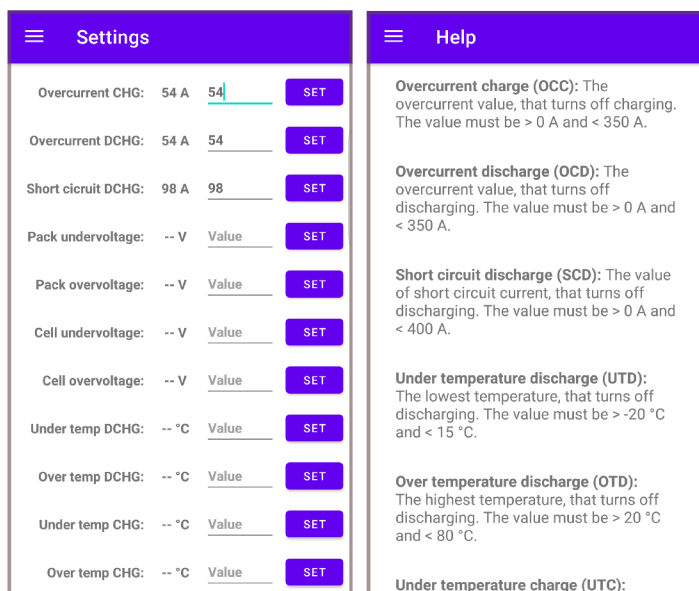 Settings
Overcurrent CHG: 54 A 54 SET
Overcurrent DCHG: 54 A 54 SET
Short cicruit DCHG: 98 A 98 SET
Pack undervoltage: -- V Value SET
Pack overvoltage: -- V Value SET
Cell undervoltage: -- V Value SET
Cell overvoltage: -- V Value SET
Under temp DCHG: -- °C Value SET
Over temp DCHG: -- °C Value SET
Under temp CHG: -- °C Value SET
Over temp CHG: -- °C Value SET
Help
Overcurrent charge (OCC): The
overcurrent value, that turns off charging.
The value must be > 0 A and < 350 A.
Overcurrent discharge (OCD): The
overcurrent value, that turns off
discharging. The value must be > 0 A and
< 350 A.
Short circuit discharge (SCD): The value
of short circuit current, that turns off
discharging. The value must be > 0 A and
< 400 A.
Under temperature discharge (UTD):
The lowest temperature, that turns off
discharging. The value must be > -20 °C
and < 15 °C.
Over temperature discharge (OTD):
The highest temperature, that turns off
discharging. The value must be > 20 °C
and < 80 °C.
Under temperature charge (UTC):